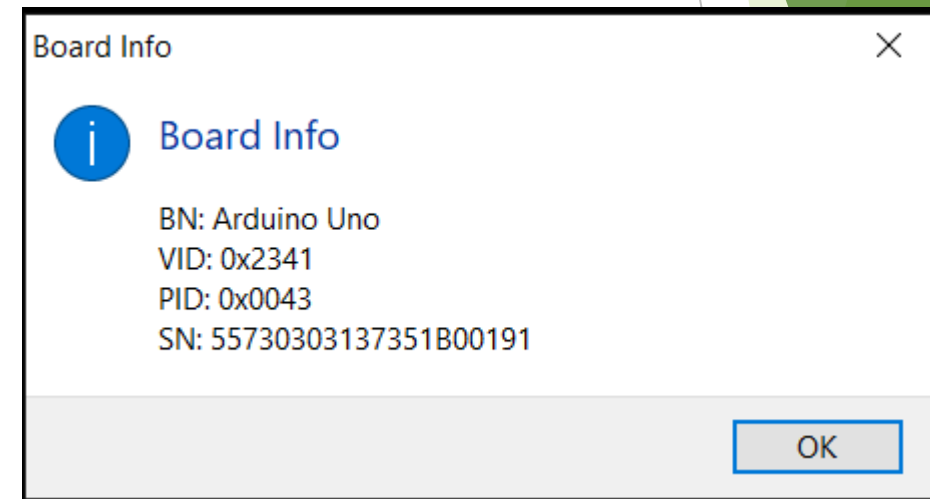 Board Info
Board Info
BN: Arduino Uno
VID: 0x2341
PID: 0x0043
SN: 55730303137351B00191
OK